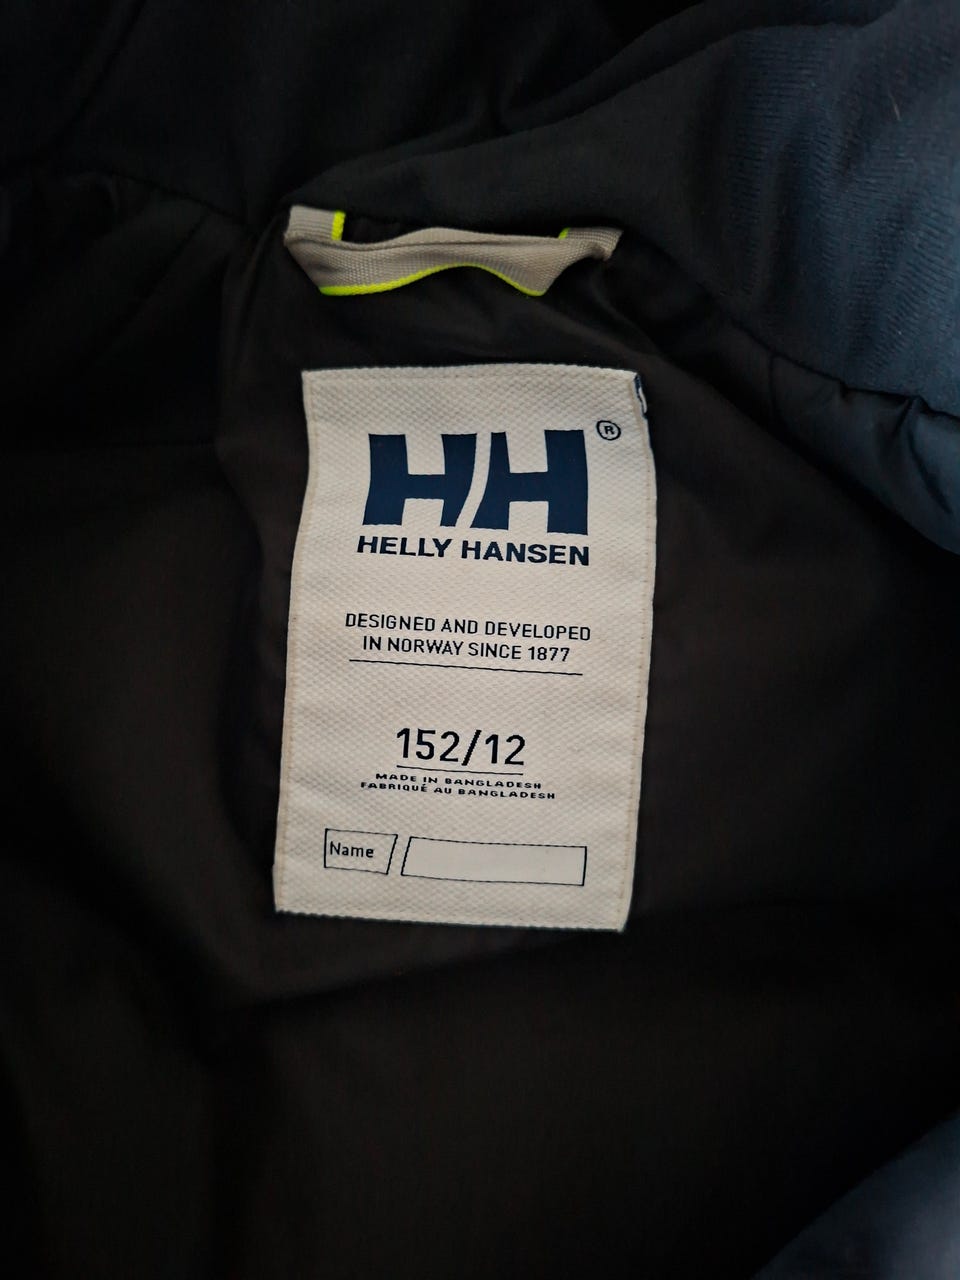 HH®
HELLY HANSEN
DESIGNED AND DEVELOPED
IN NORWAY SINCE 1877
152/12
MADE IN BANGLADESH
FABRIQUÉ AU BANGLADESH
Name